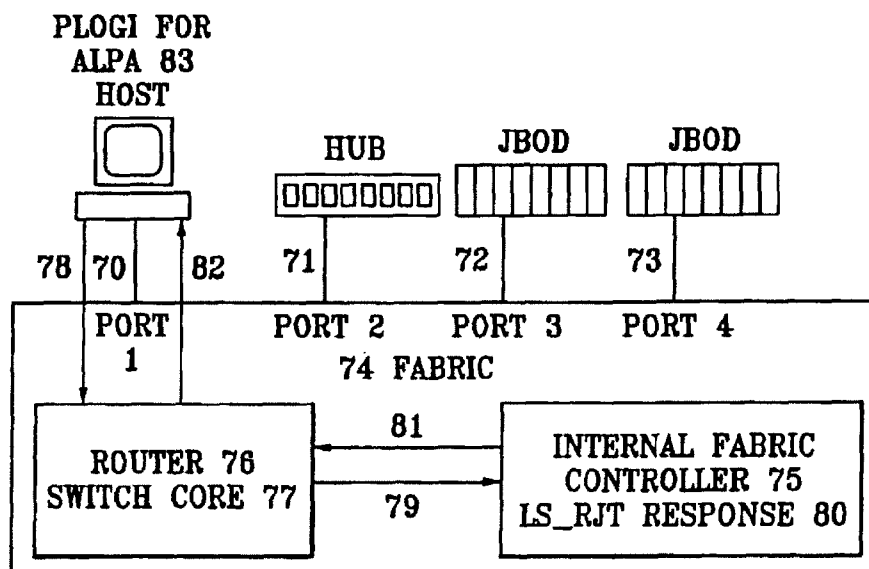 PLOGI FOR
ALPA 83
HOST
HUB
JBOD
JBOD
78
70
82
71
72
73
PORT
1
PORT 2
PORT 3
PORT 4
74 FABRIC
ROUTER 76
SWITCH CORE 77
81
79
INTERNAL FABRIC
CONTROLLER 75
LS_RJT RESPONSE 80